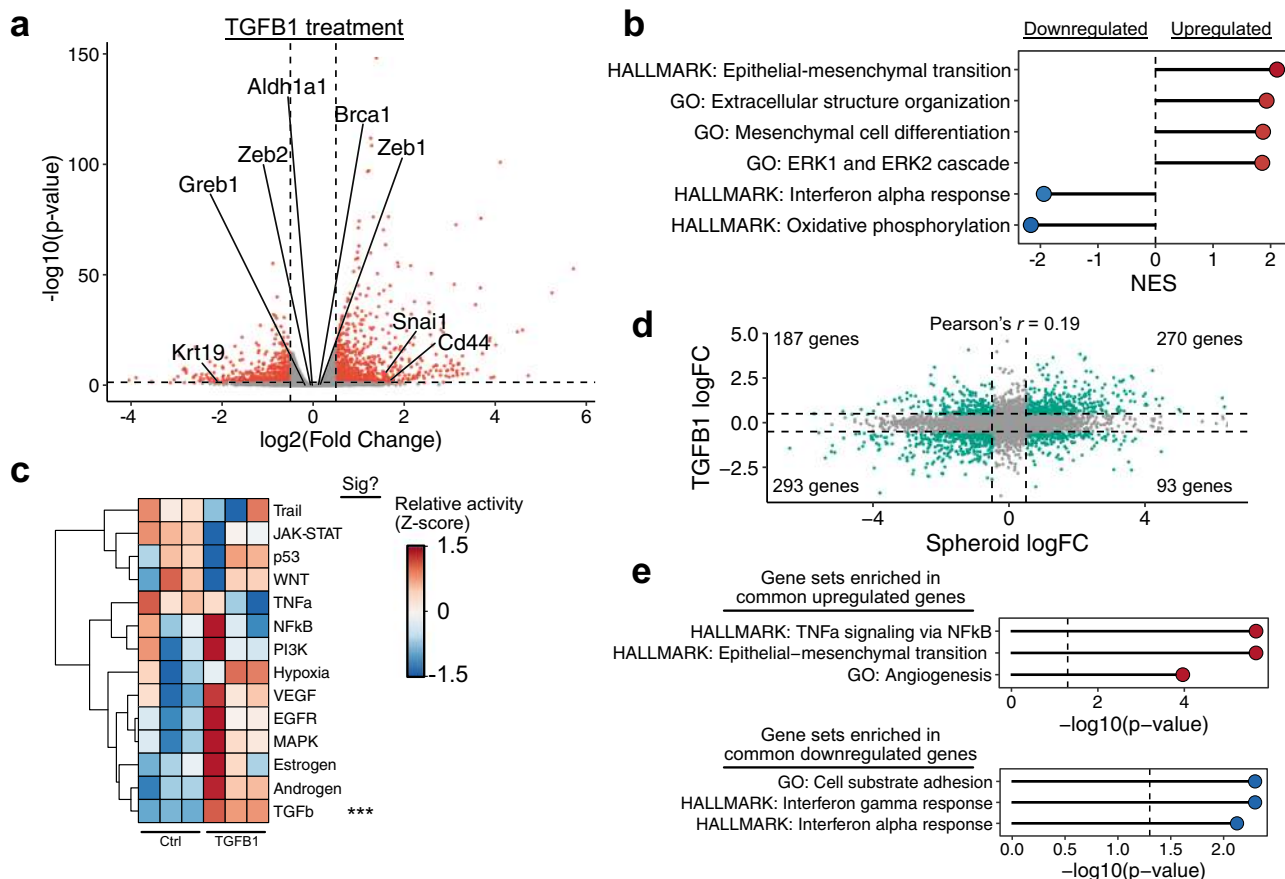 a
TGFB1 treatment
150
100
50
0
-log10(p-value)
Aldh1a1
Brca1
Zeb2
Zeb1
Greb1
Snai1
Cd44
Krt19
-4
-2
0
2
4
6
log2(Fold Change)
b
Downregulated
Upregulated
HALLMARK: Epithelial-mesenchymal transition
GO: Extracellular structure organization
GO: Mesenchymal cell differentiation
GO: ERK1 and ERK2 cascade
HALLMARK: Interferon alpha response
HALLMARK: Oxidative phosphorylation
-2
-1
0
1
2
NES
c
Sig?
Relative activity
(Z-score)
1.5
0
-1.5
Trail
JAK-STAT
p53
WNT
TNFa
NFkB
PI3K
Hypoxia
VEGF
EGFR
MAPK
Estrogen
Androgen
TGFb
***
Ctrl
TGFB1
d
Pearson's r = 0.19
187 genes
270 genes
293 genes
93 genes
5.0
2.5
0.0
−2.5
TGFB1 logFC
−4
0
4
Spheroid logFC
e
Gene sets enriched in
common upregulated genes
HALLMARK: TNFa signaling via NFkB
HALLMARK: Epithelial−mesenchymal transition
GO: Angiogenesis
0
2
4
−log10(p−value)
Gene sets enriched in
common downregulated genes
GO: Cell substrate adhesion
HALLMARK: Interferon gamma response
HALLMARK: Interferon alpha response
0.0
0.5
1.0
1.5
2.0
−log10(p−value)